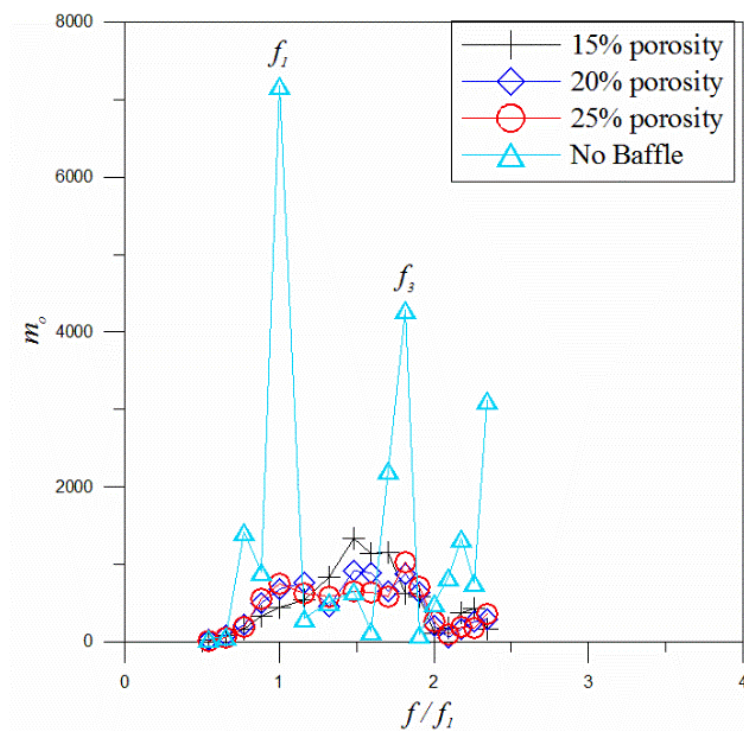 8000
f₁
15% porosity
20% porosity
25% porosity
No Baffle
6000
f₃
4000
mₒ
2000
0
0
1
2
3
4
f / f₁